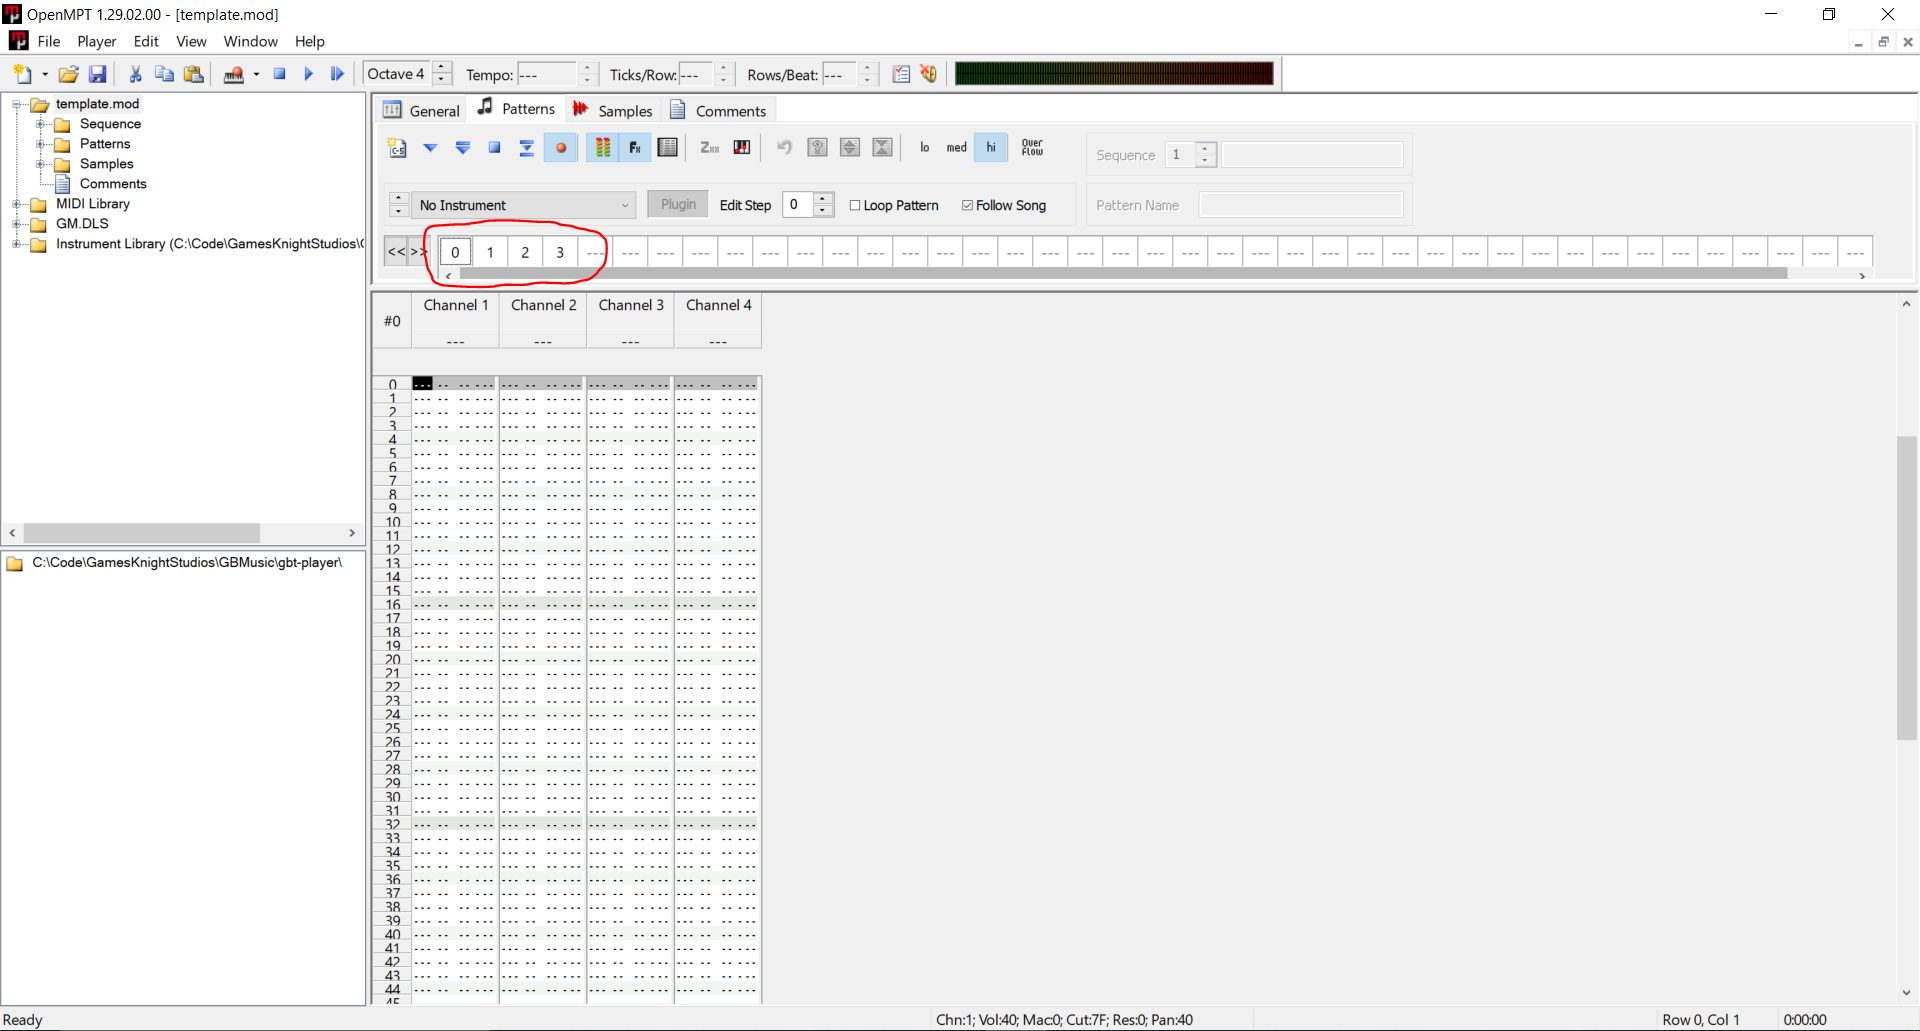 OpenMPT 1.29.02.00 - [template.mod]
File Player Edit View Window Help
Octave 4 Tempo: --- Ticks/Row: --- Rows/Beat: ---
template.mod
Sequence
Patterns
Samples
Comments
MIDI Library
GM.DLS
Instrument Library (C:\Code\GamesKnightStudios\(
C:\Code\GamesKnightStudios\GBMusic\gbt-player\
General Patterns Samples Comments
C-5 Fx Zxx lo med hi Over Flow
Sequence 1
No Instrument Plugin Edit Step 0 Loop Pattern Follow Song
Pattern Name
<< >> 0 1 2 3 --- --- --- --- --- --- --- --- --- --- --- --- --- --- --- --- --- --- --- --- --- --- --- --- --- --- --- --- --- --- --- --- --- --- --- --- ---
#0 Channel 1 Channel 2 Channel 3 Channel 4
--- --- --- ---
0 --- -- -- --- --- -- -- --- --- -- -- --- --- -- -- ---
1
2
3
4
5
6
7
8
9
10
11
12
13
14
15
16
17
18
19
20
21
22
23
24
25
26
27
28
29
30
31
32
33
34
35
36
37
38
39
40
41
42
43
44
45
Ready Chn:1; Vol:40; Mac:0; Cut:7F; Res:0; Pan:40 Row 0, Col 1 0:00:00